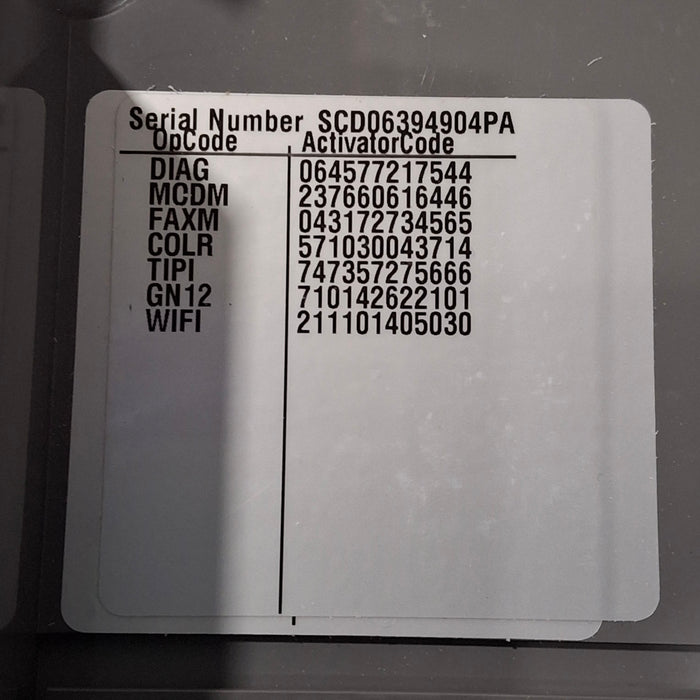 Serial Number SCD06394904PA
OpCode ActivatorCode
DIAG 064577217544
MCDM 237660616446
FAXM 043172734565
COLR 571030043714
TIPI 747357275666
GN12 710142622101
WIFI 211101405030